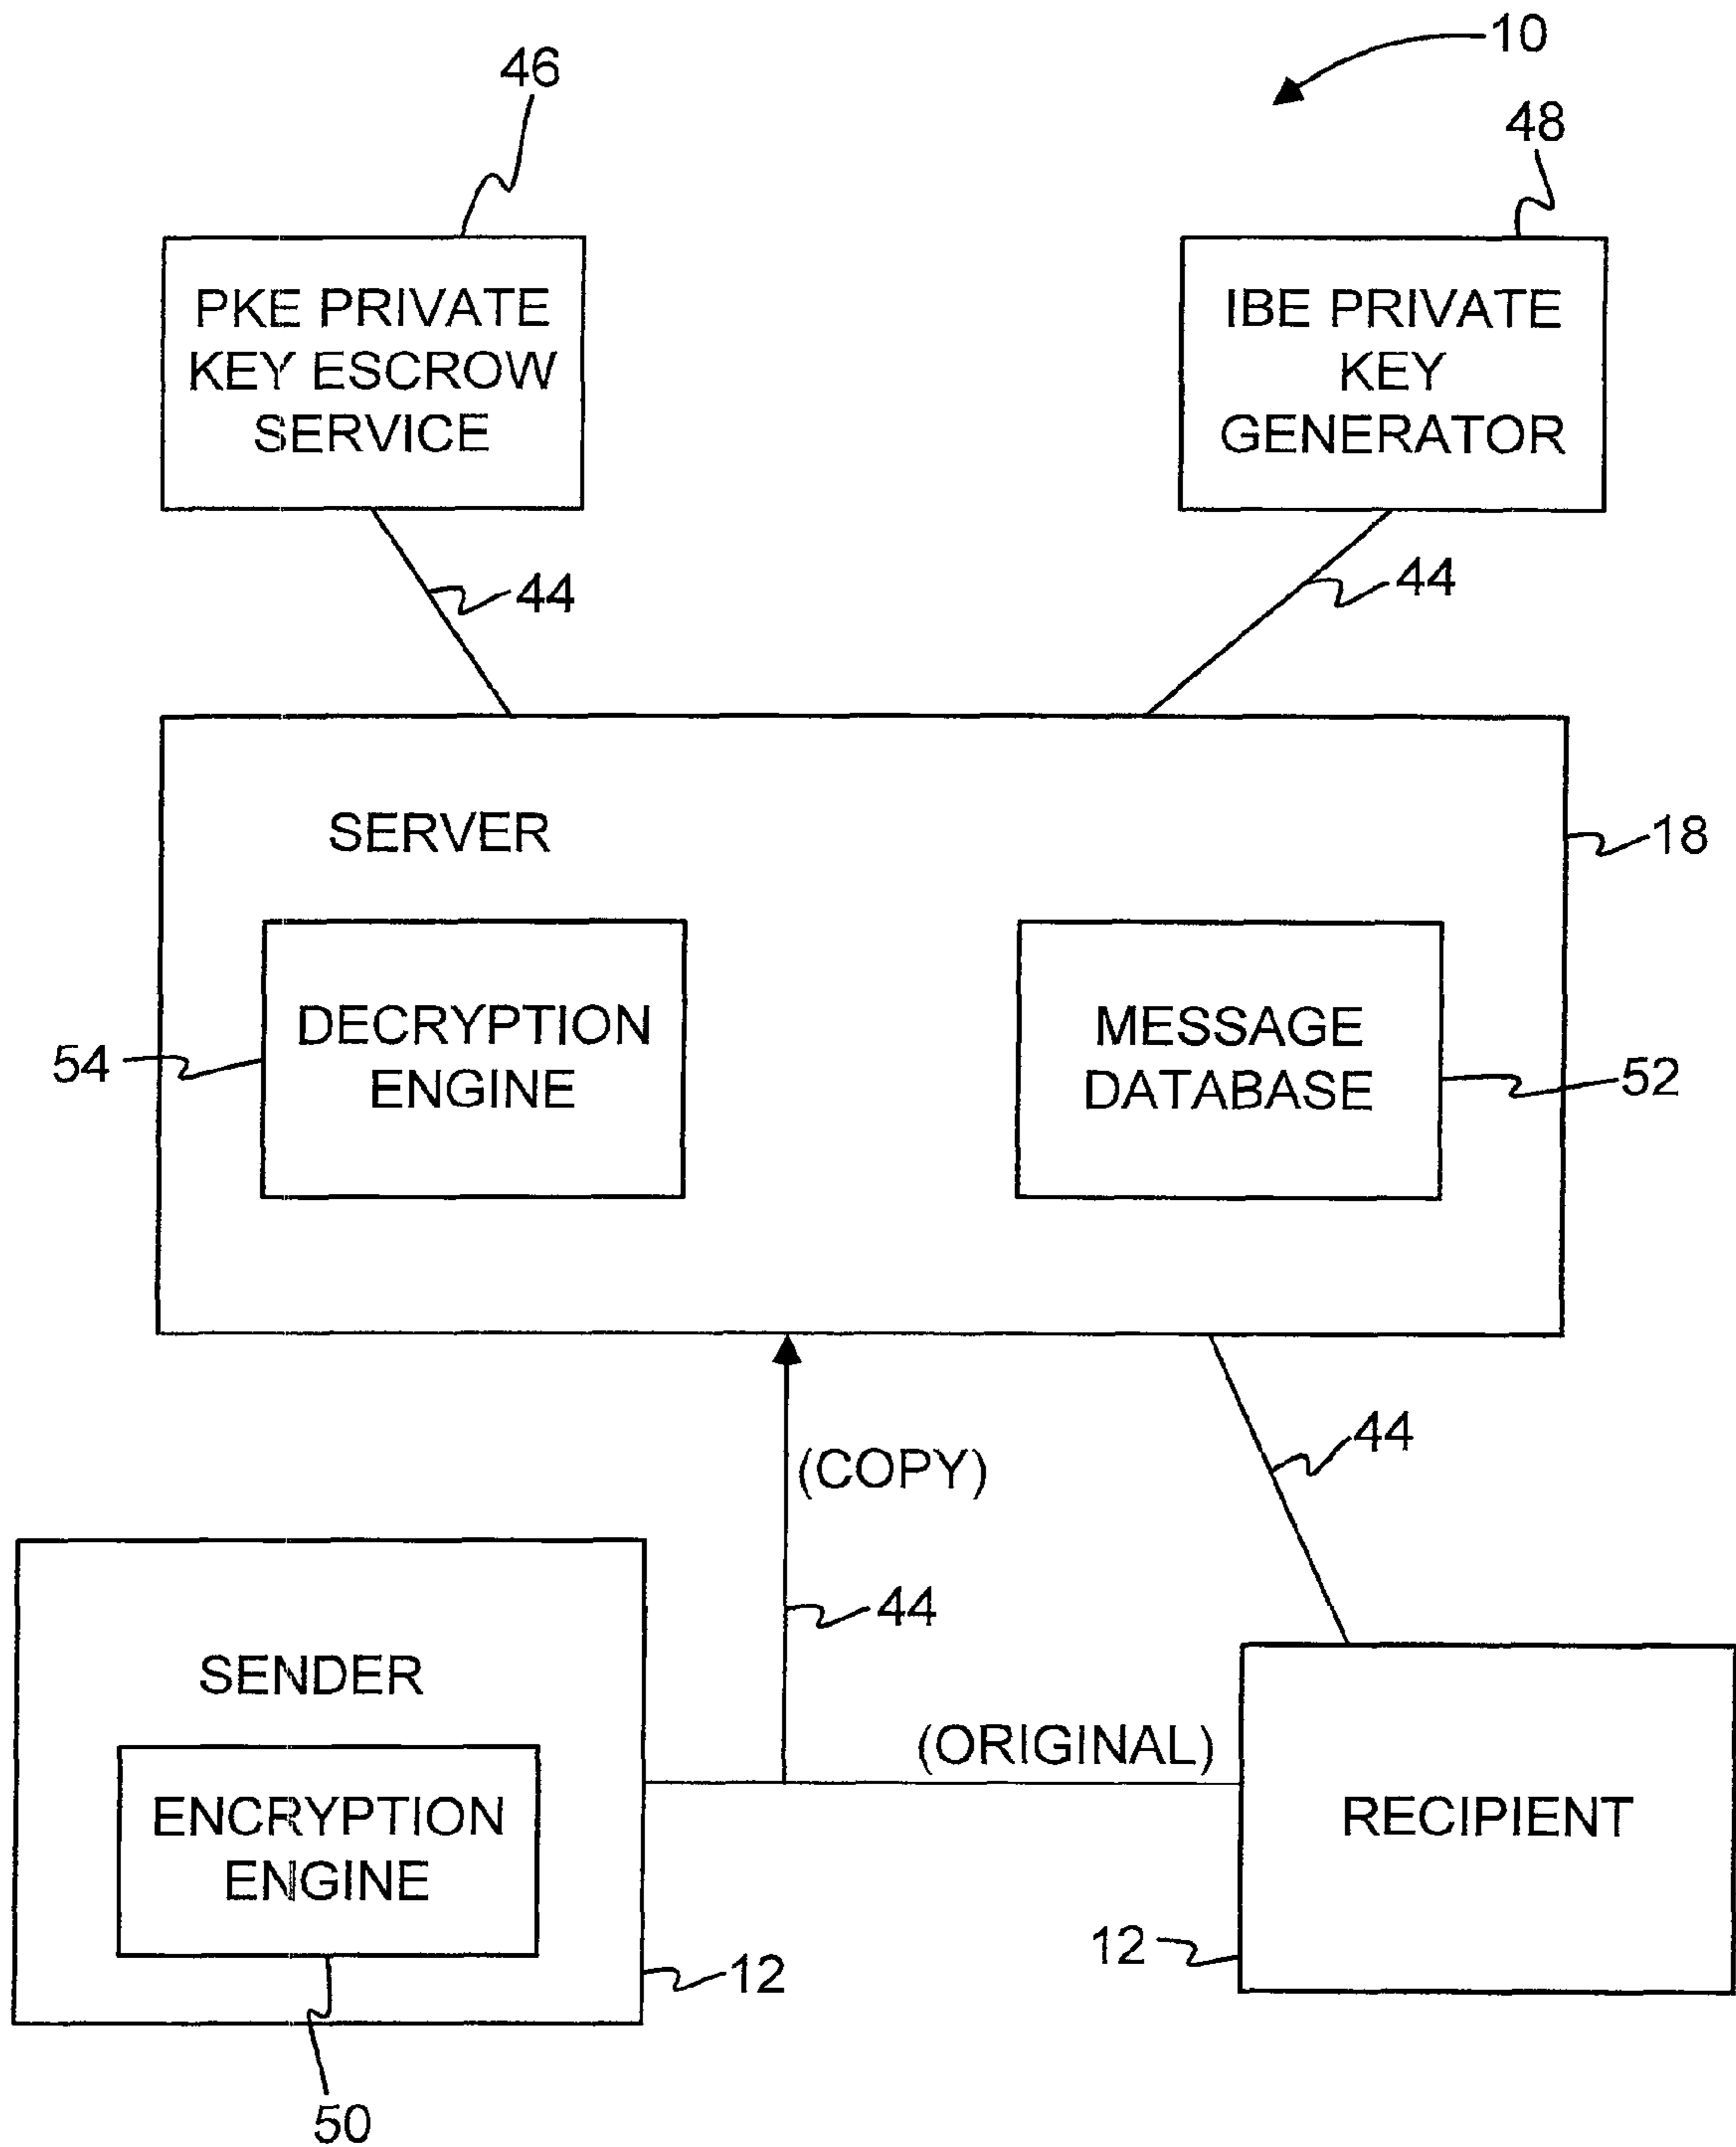 10
46
48
PKE PRIVATE
KEY ESCROW
SERVICE
IBE PRIVATE
KEY
GENERATOR
44
44
SERVER
18
DECRYPTION
ENGINE
54
MESSAGE
DATABASE
52
(COPY)
44
44
SENDER
(ORIGINAL)
ENCRYPTION
ENGINE
RECIPIENT
12
12
50